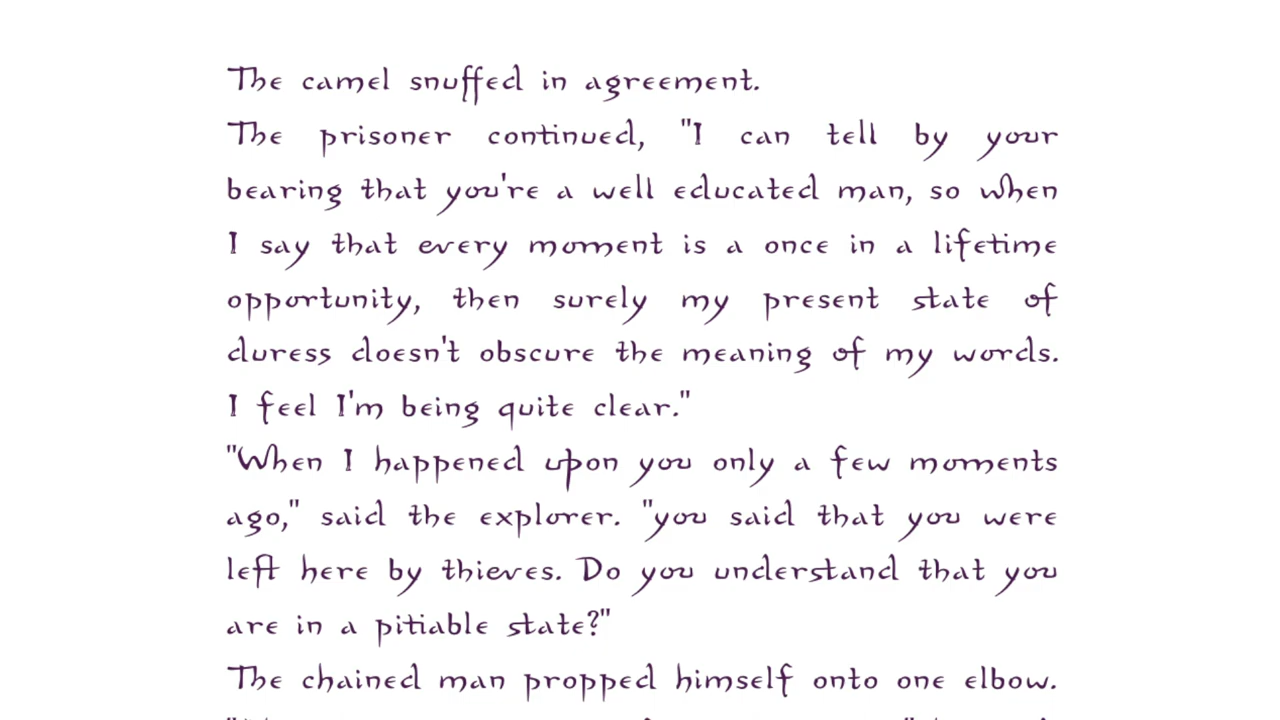 The camel snuffed in agreement.
The prisoner continued, "I can tell by your
bearing that you're a well educated man, so when
I say that every moment is a once in a lifetime
opportunity, then surely my present state of
duress doesn't obscure the meaning of my words.
I feel I'm being quite clear."
"When I happened upon you only a few moments
ago," said the explorer. "you said that you were
left here by thieves. Do you understand that you
are in a pitiable state?"
The chained man propped himself onto one elbow.